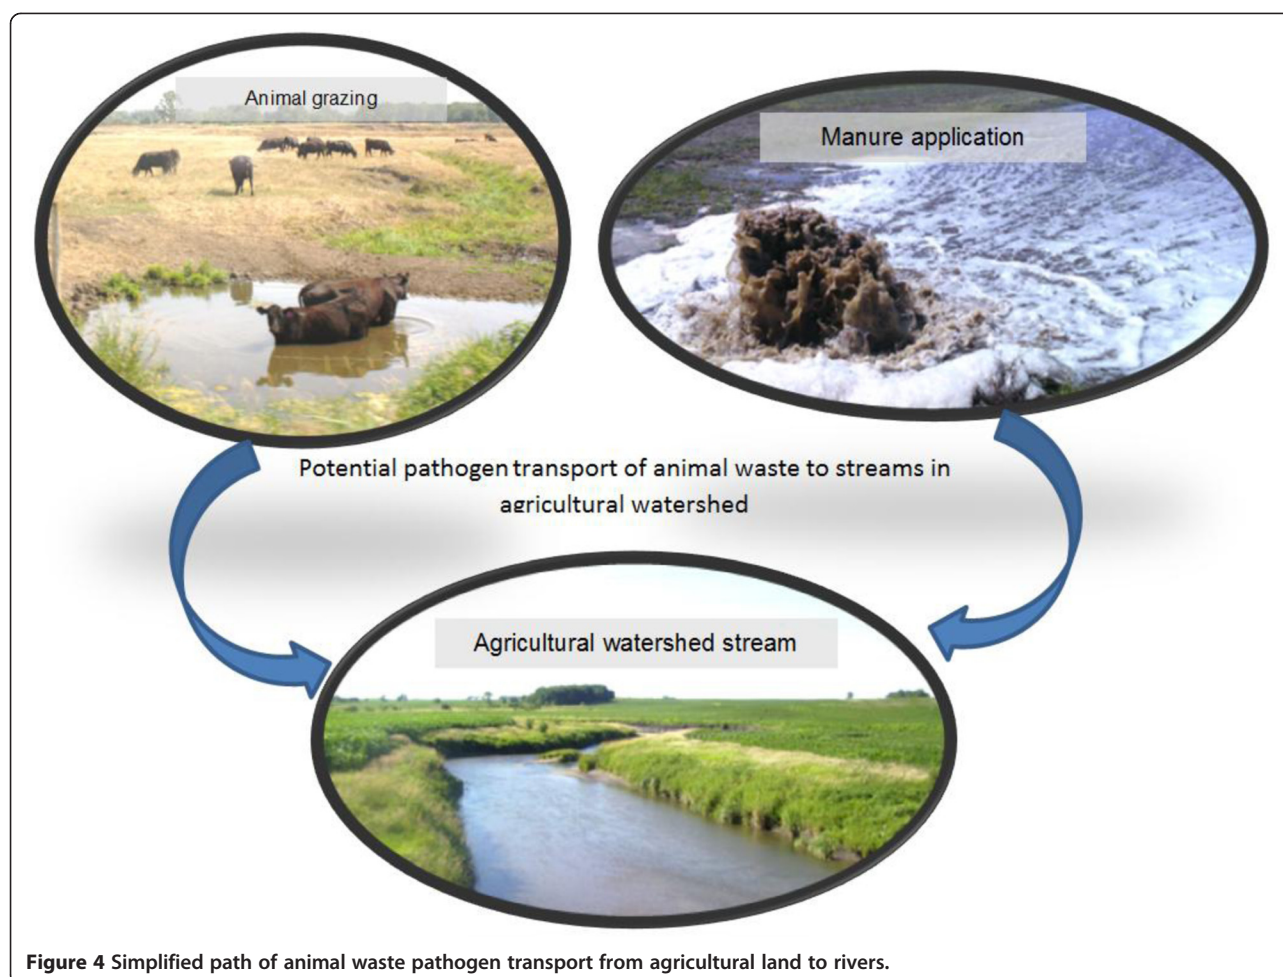 Animal grazing
Manure application
Potential pathogen transport of animal waste to streams in
agricultural watershed
Agricultural watershed stream
Figure 4 Simplified path of animal waste pathogen transport from agricultural land to rivers.